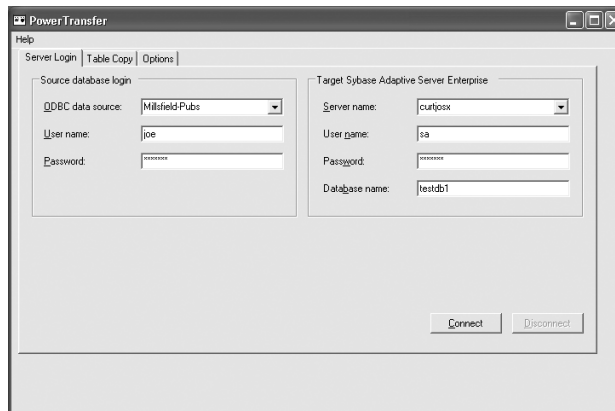 PowerTransfer
Help
Server Login
Table Copy
Options
Source database login
ODBC data source:
Millsfield-Pubs
User name:
joe
Password:
*******
Target Sybase Adaptive Server Enterprise
Server name:
curtjosx
User name:
sa
Password:
*******
Database name:
testdb1
Connect
Disconnect